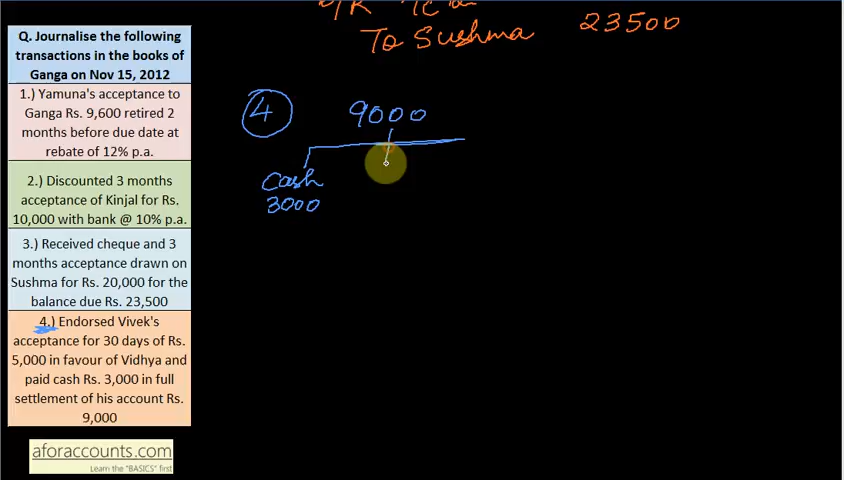 To Sushma 23500
Q. Journalise the following
transactions in the books of
Ganga on Nov 15, 2012
1.) Yamuna's acceptance to
Ganga Rs. 9,600 retired 2
months before due date at
rebate of 12% p.a.
2.) Discounted 3 months
acceptance of Kinjal for Rs.
10,000 with bank @ 10% p.a.
3.) Received cheque and 3
months acceptance drawn on
Sushma for Rs. 20,000 for the
balance due Rs. 23,500
4.) Endorsed Vivek's
acceptance for 30 days of Rs.
5,000 in favour of Vidhya and
paid cash Rs. 3,000 in full
settlement of his account Rs.
9,000
4 9000
Cash
3000
aforaccounts.com
Learn the "BASICS" first